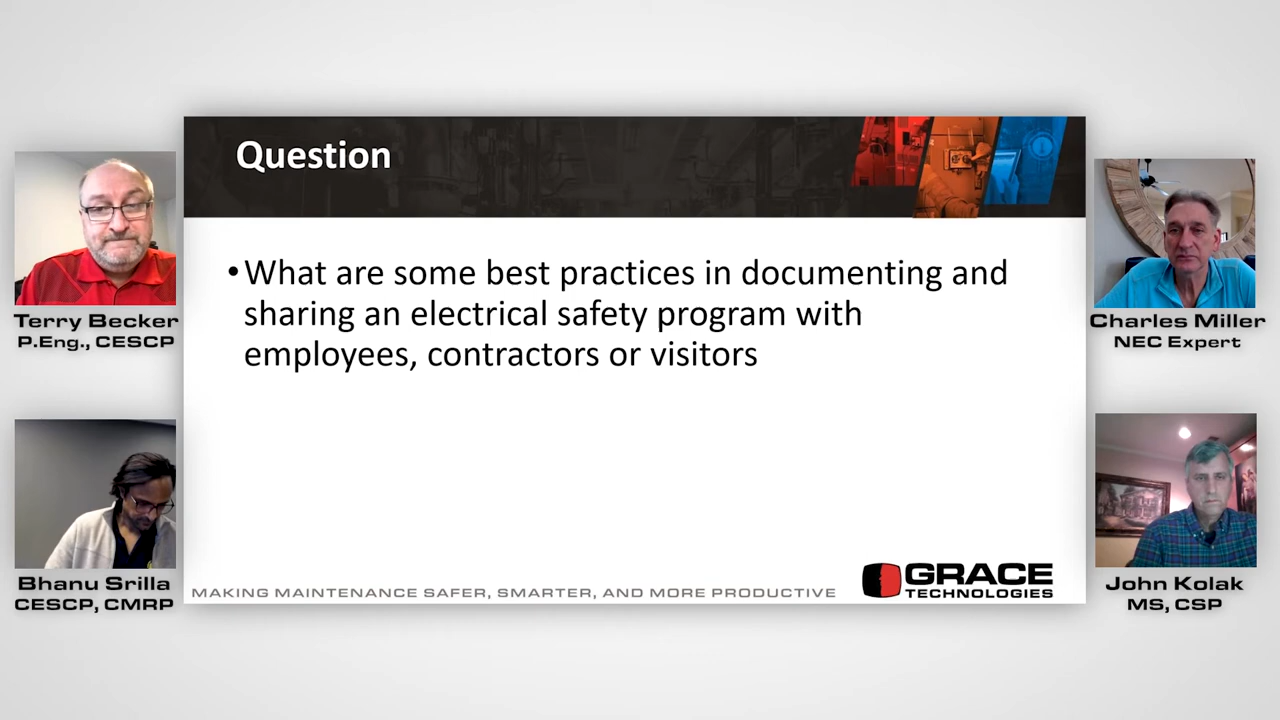 Question
•What are some best practices in documenting and
sharing an electrical safety program with
employees, contractors or visitors
Terry Becker
P.Eng., CESCP
Charles Miller
NEC Expert
Bhanu Srilla
CESCP, CMRP
John Kolak
MS, CSP
MAKING MAINTENANCE SAFER, SMARTER, AND MORE PRODUCTIVE
GRACE
TECHNOLOGIES